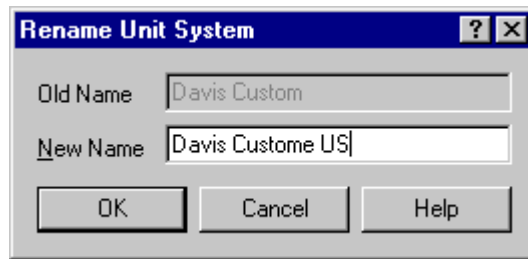 Rename Unit System ? ×
Old Name Davis Custom
New Name Davis Custome US
OK Cancel Help